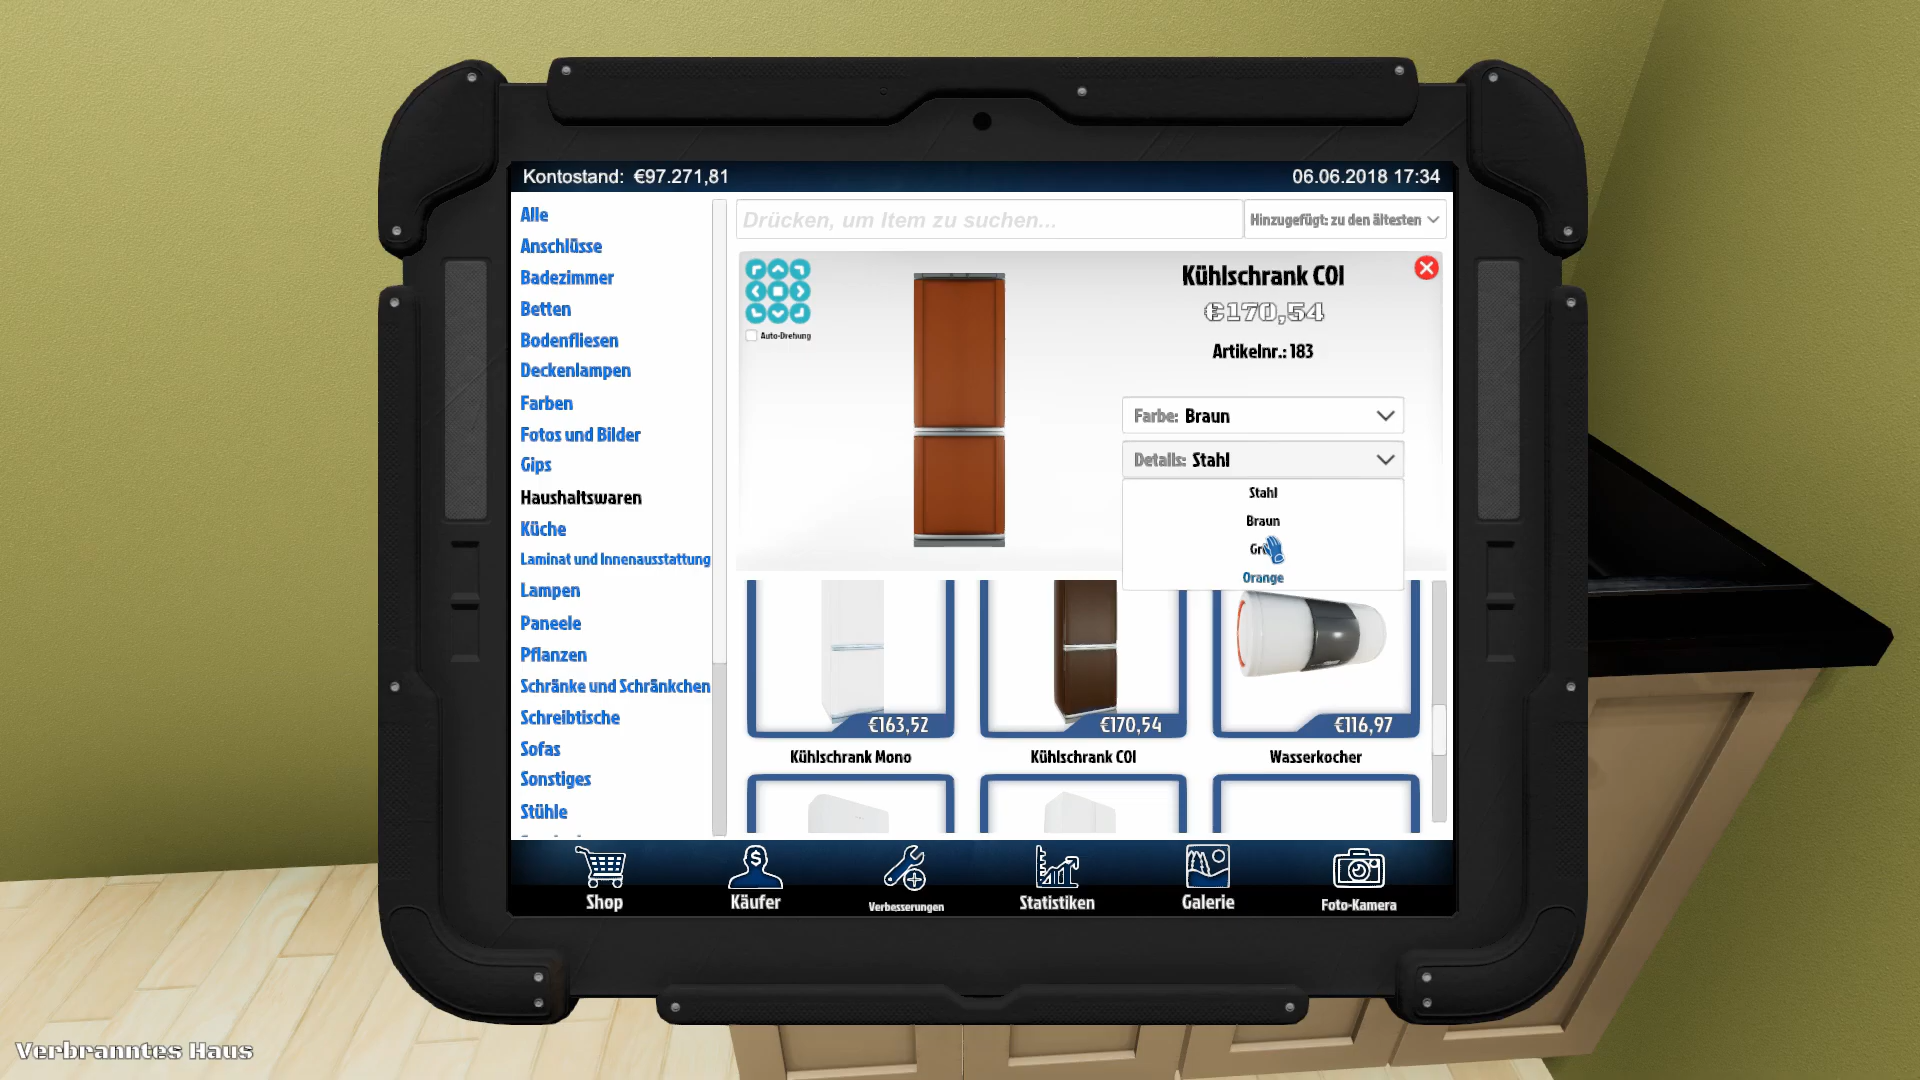 Kontostand: €97.271,81
06.06.2018 17:34
Alle
Anschlüsse
Badezimmer
Betten
Bodenfliesen
Deckenlampen
Farben
Fotos und Bilder
Gips
Haushaltswaren
Küche
Laminat und Innenausstattung
Lampen
Paneele
Pflanzen
Schränke und Schränkchen
Schreibtische
Sofas
Sonstiges
Stühle
Drücken, um Item zu suchen...
Hinzugefügt: zu den ältesten
Auto-Drehung
Kühlschrank COI
€170,54
Artikelnr.: 183
Farbe: Braun
Details: Stahl
Stahl
Braun
Orange
€163,52
€170,54
€116,97
Kühlschrank Mono
Kühlschrank COI
Wasserkocher
Shop
Käufer
Verbesserungen
Statistiken
Galerie
Foto-Kamera
Verbranntes Haus